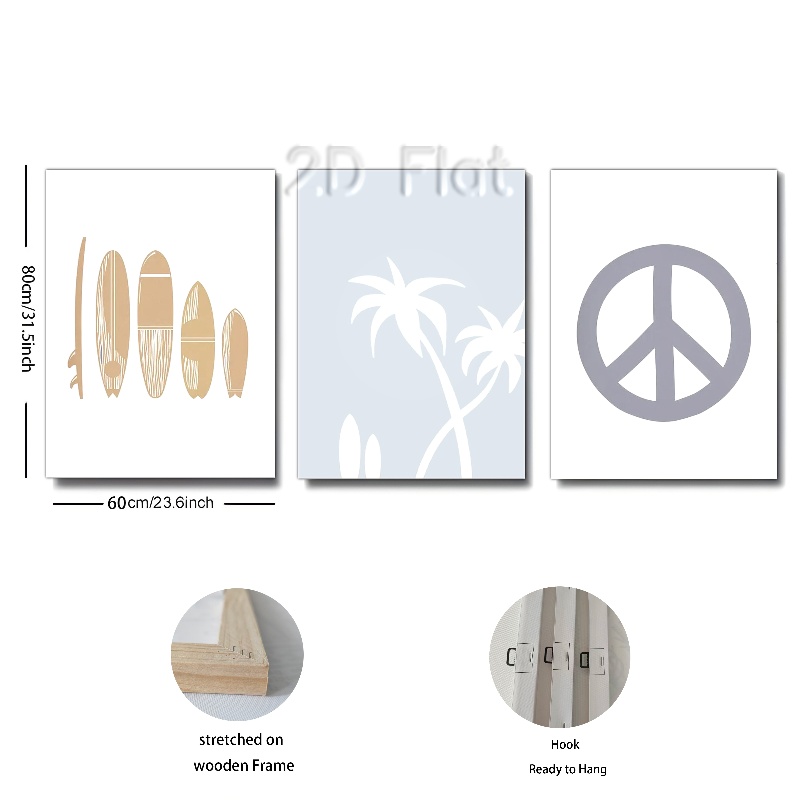 2D Flat
80cm/31.5inch
60cm/23.6inch
stretched on
wooden Frame
Hook
Ready to Hang